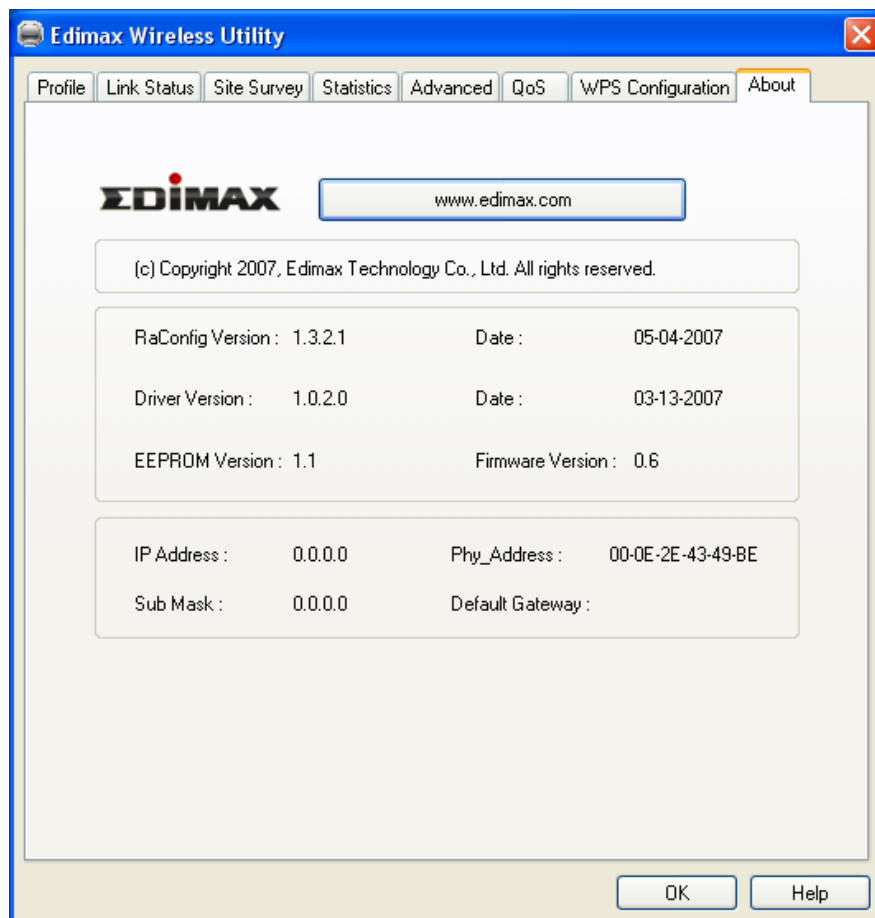 Edimax Wireless Utility
Profile Link Status Site Survey Statistics Advanced QoS WPS Configuration About
EDiMAX www.edimax.com
(c) Copyright 2007, Edimax Technology Co., Ltd. All rights reserved.
RaConfig Version : 1.3.2.1 Date : 05-04-2007
Driver Version : 1.0.2.0 Date : 03-13-2007
EEPROM Version : 1.1 Firmware Version : 0.6
IP Address : 0.0.0.0 Phy_Address : 00-0E-2E-43-49-BE
Sub Mask : 0.0.0.0 Default Gateway :
OK Help